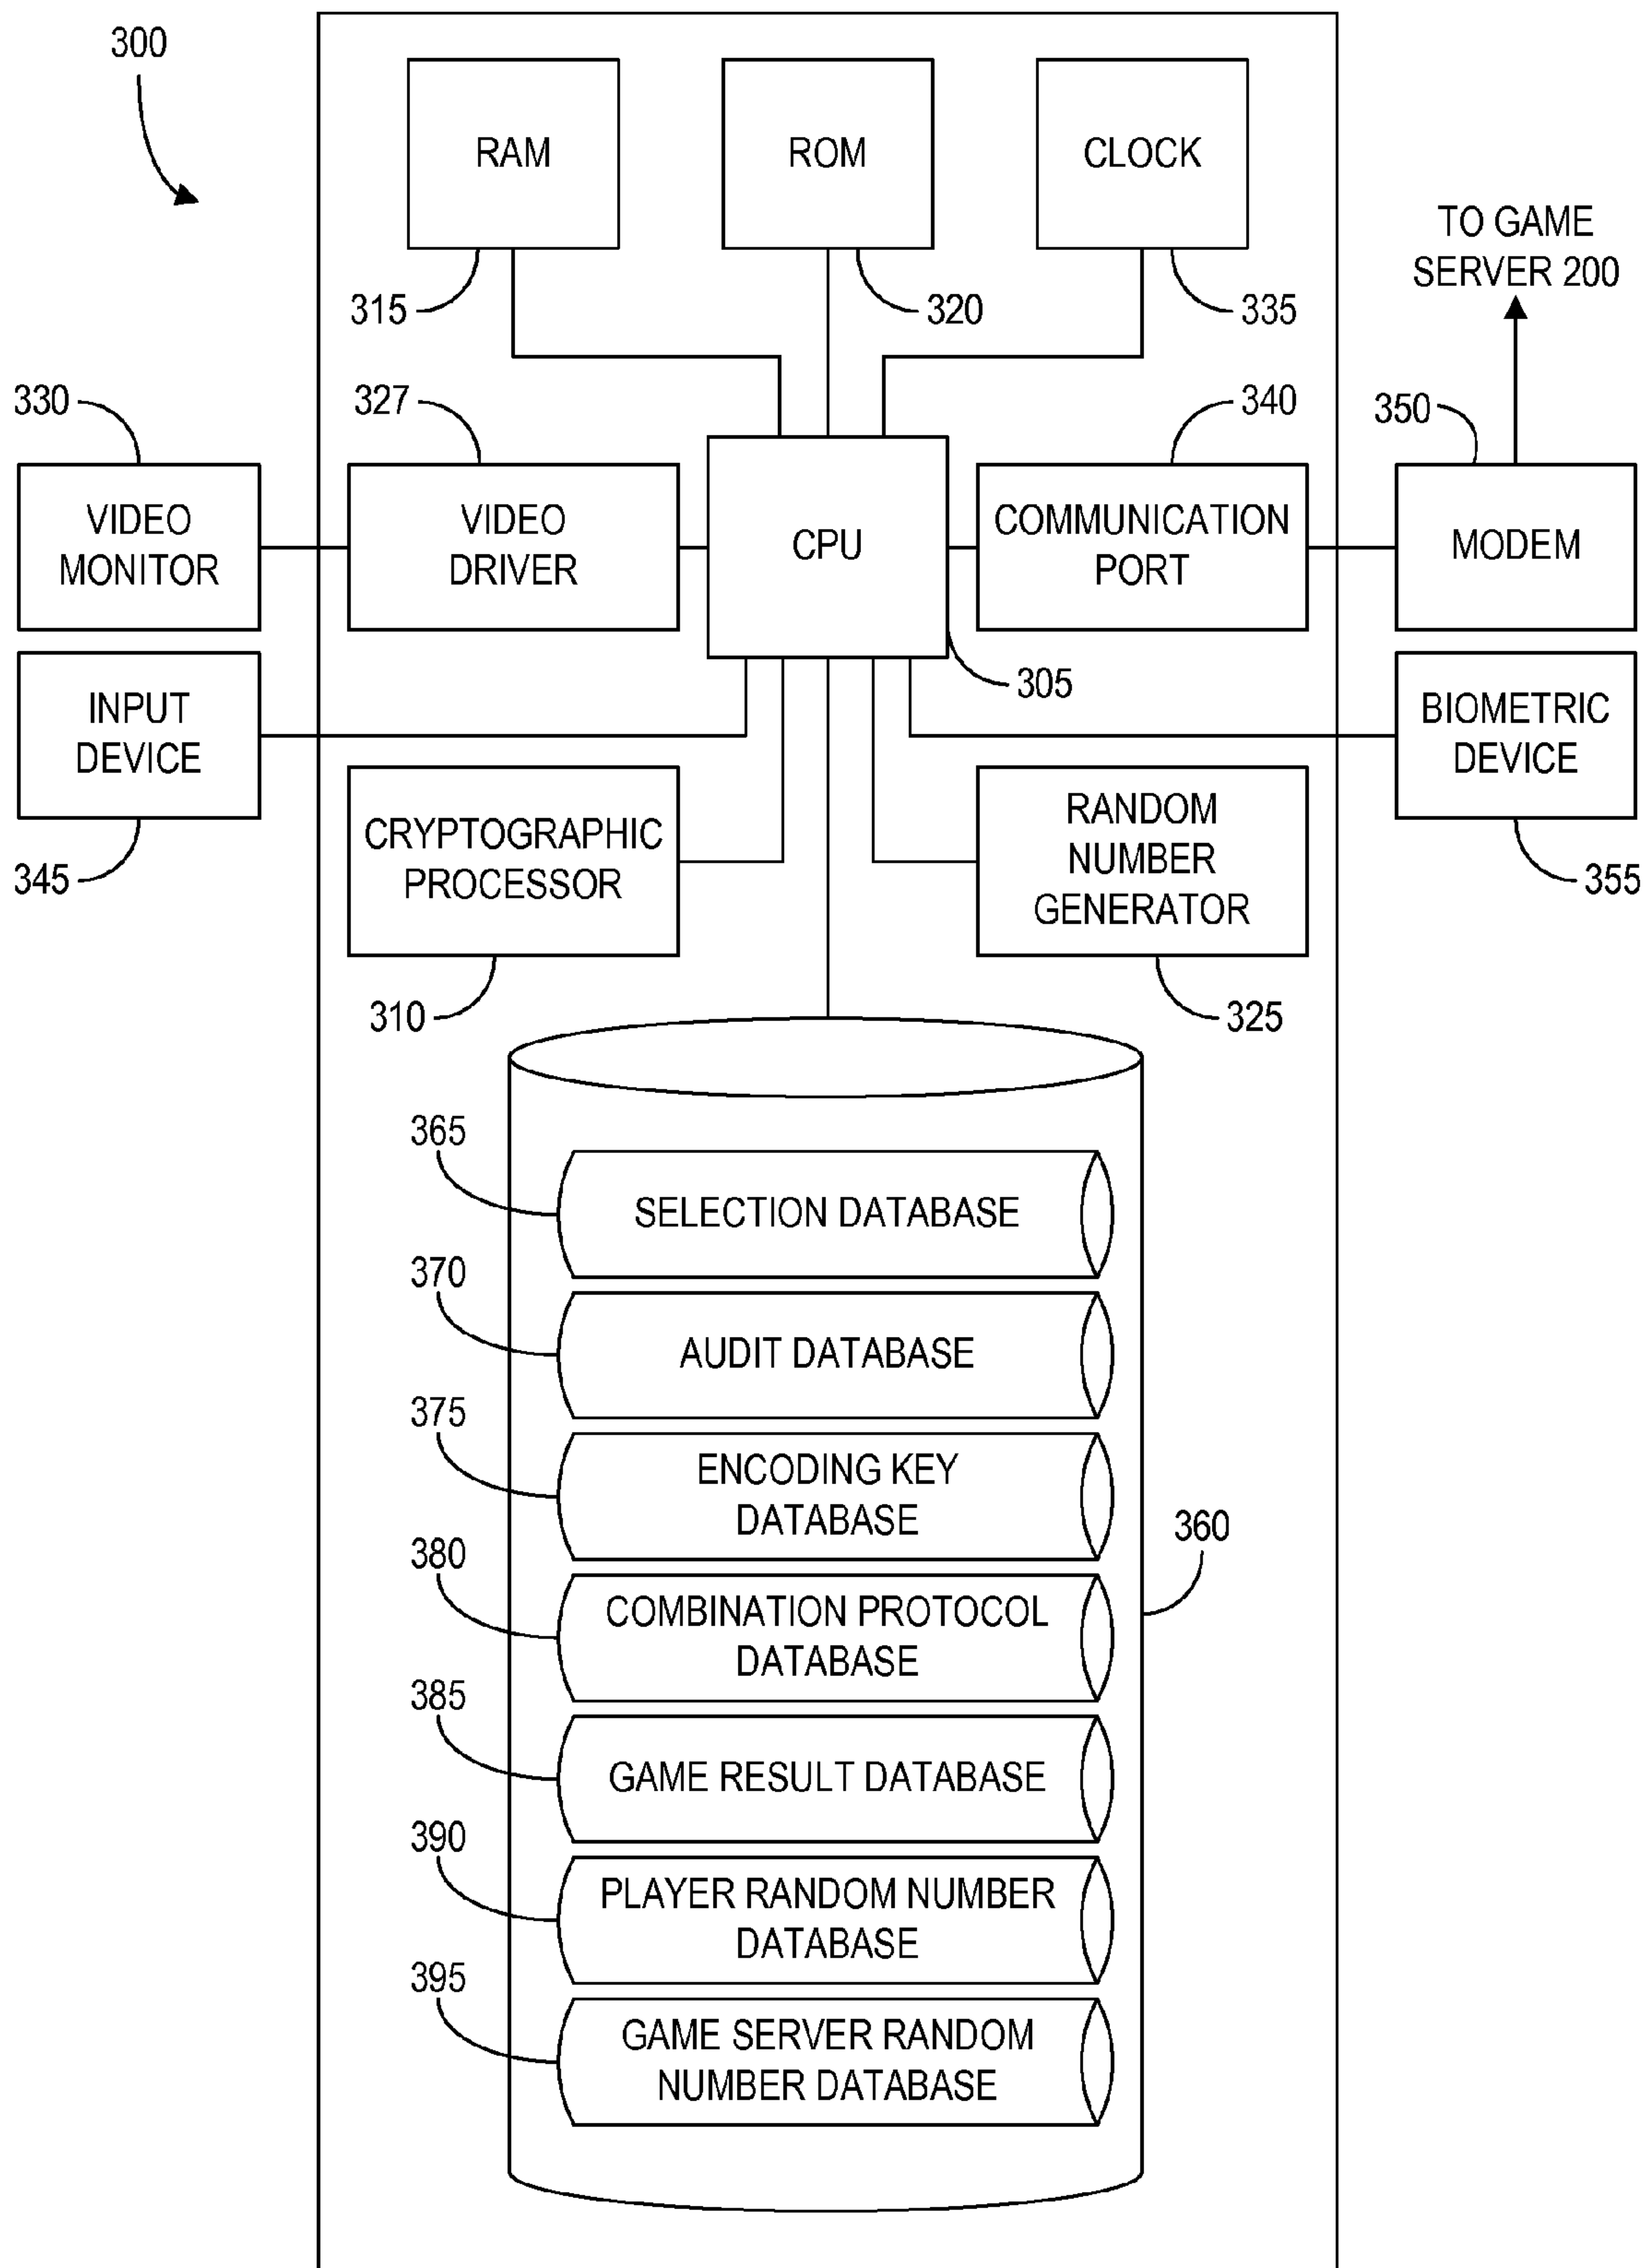 300
RAM
ROM
CLOCK
TO GAME
SERVER 200
315
320
335
330
327
340
350
VIDEO
MONITOR
VIDEO
DRIVER
CPU
COMMUNICATION
PORT
MODEM
305
INPUT
DEVICE
BIOMETRIC
DEVICE
CRYPTOGRAPHIC
PROCESSOR
RANDOM
NUMBER
GENERATOR
345
355
310
325
365
SELECTION DATABASE
370
AUDIT DATABASE
375
ENCODING KEY
DATABASE
360
380
COMBINATION PROTOCOL
DATABASE
385
GAME RESULT DATABASE
390
PLAYER RANDOM NUMBER
DATABASE
395
GAME SERVER RANDOM
NUMBER DATABASE